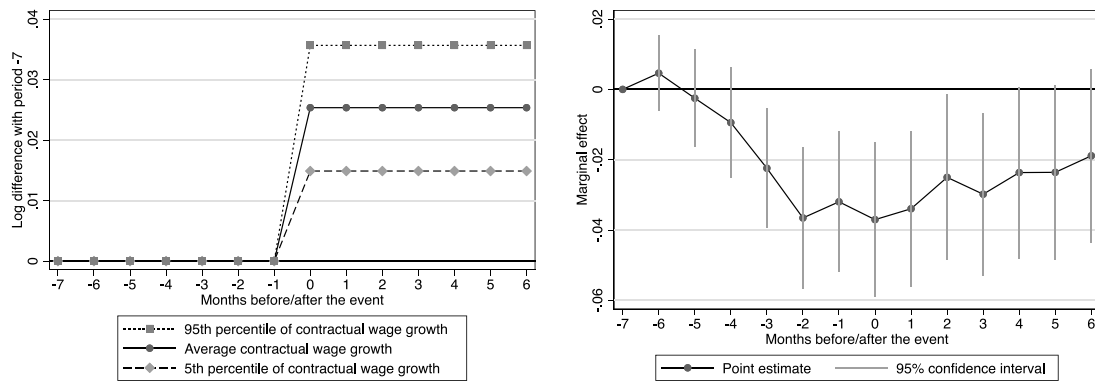 Log difference with period -7
.04
.03
.02
.01
0
-7 -6 -5 -4 -3 -2 -1 0 1 2 3 4 5 6
Months before/after the event
95th percentile of contractual wage growth
Average contractual wage growth
5th percentile of contractual wage growth
Marginal effect
.02
0
-.02
-.04
-.06
-7 -6 -5 -4 -3 -2 -1 0 1 2 3 4 5 6
Months before/after the event
Point estimate 95% confidence interval